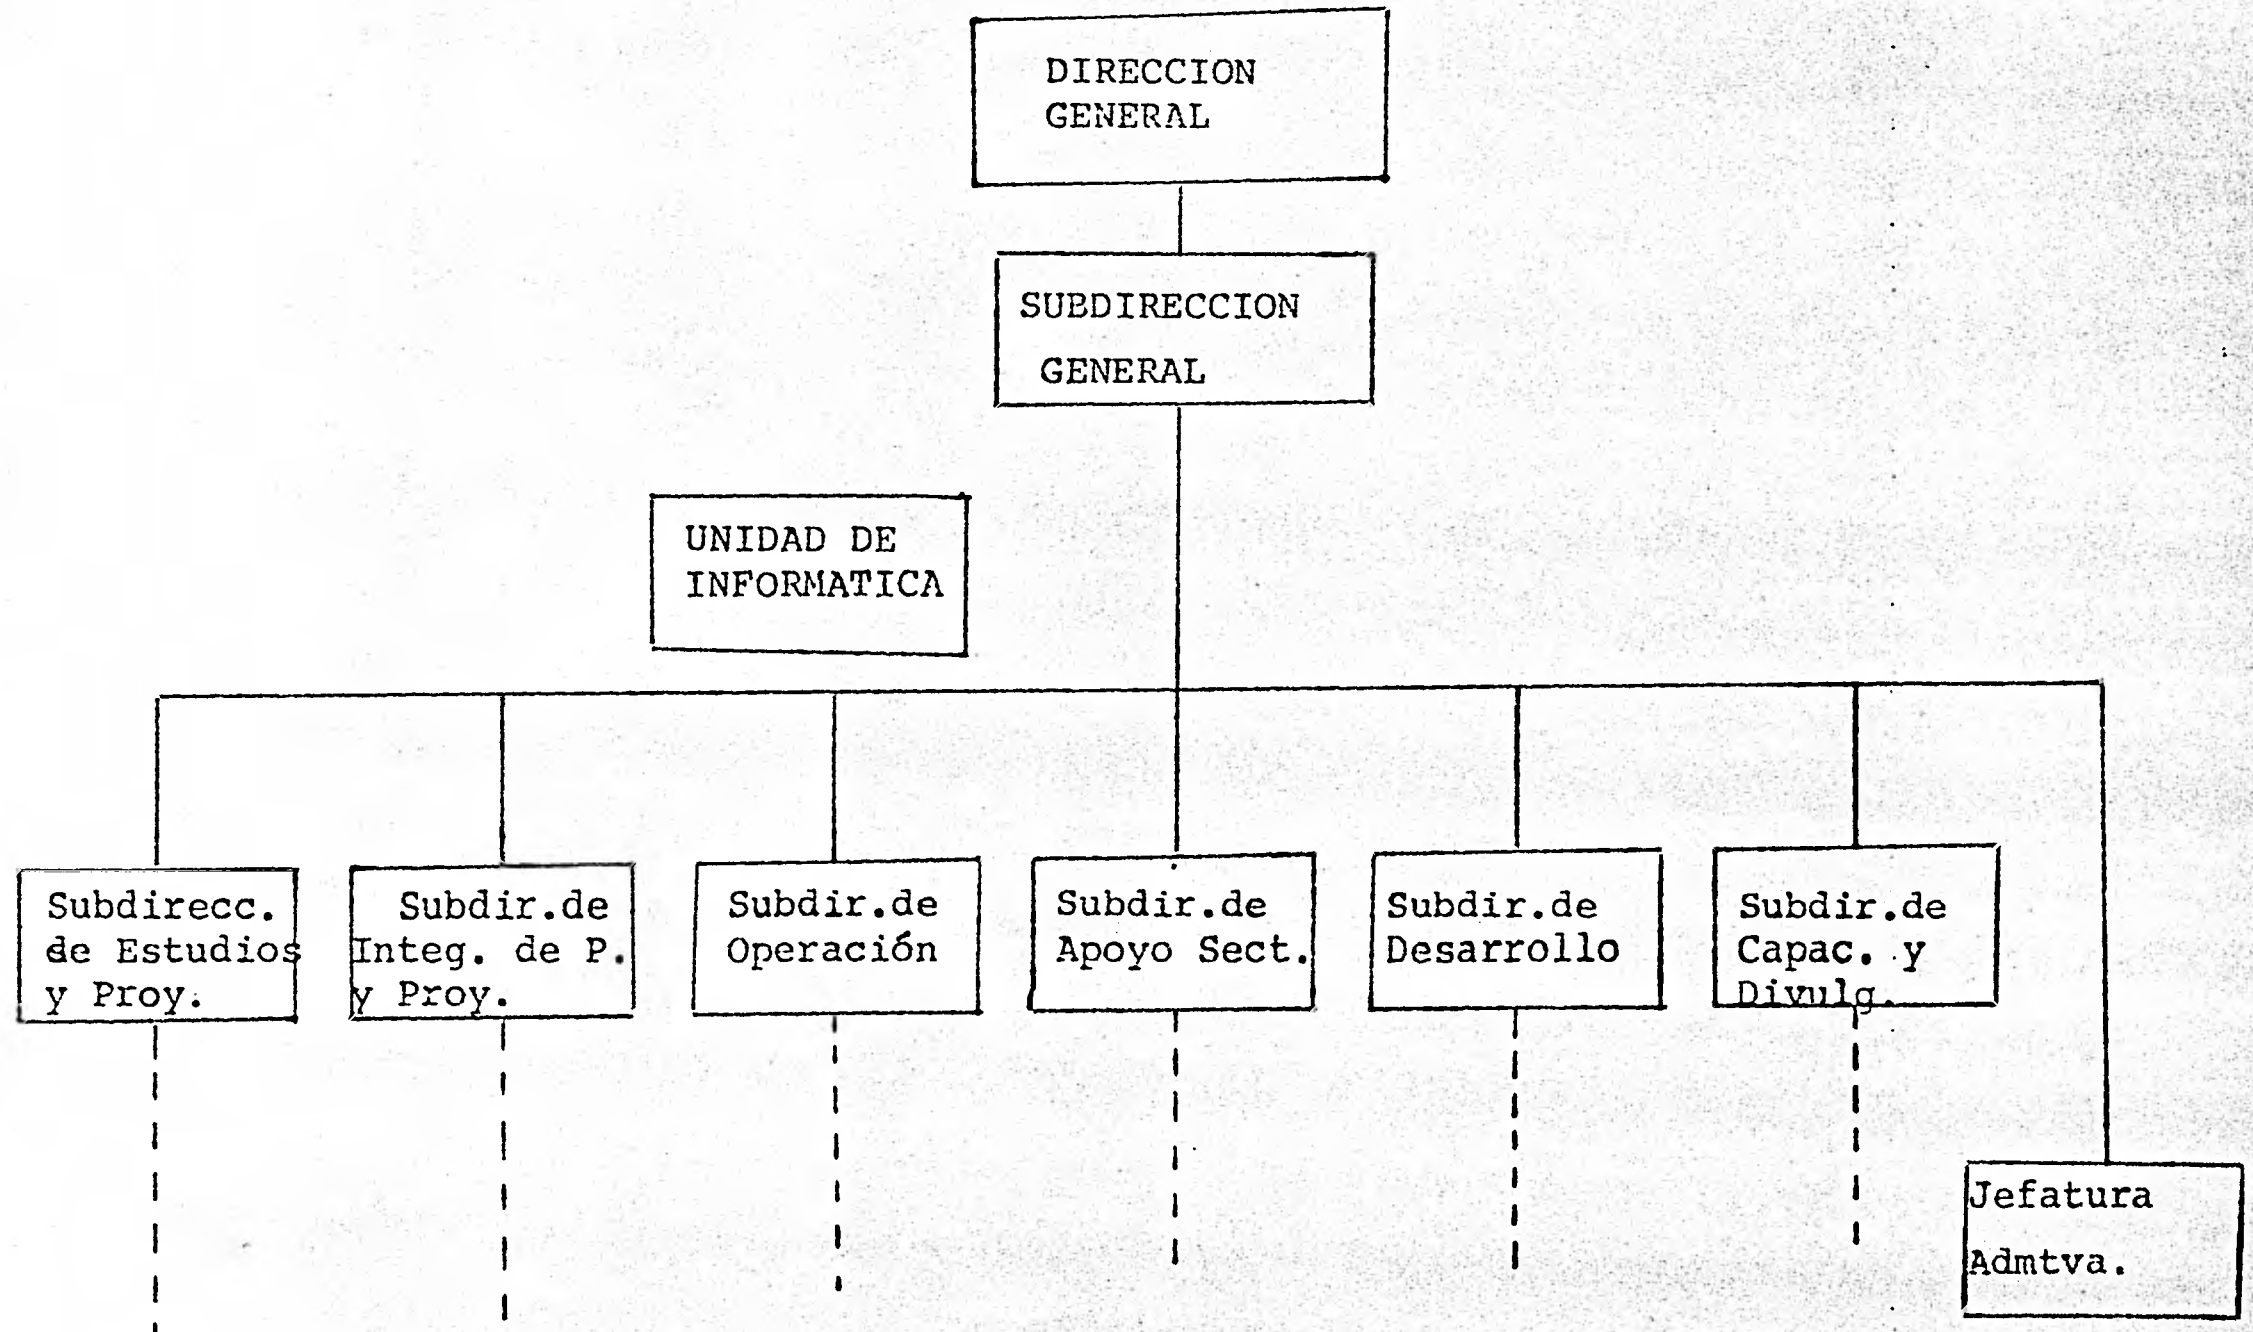 DIRECCION
GENERAL
SUBDIRECCION
GENERAL
UNIDAD DE
INFORMATICA
Subdirecc.
de Estudios
y Proy.
Subdir.de
Integ. de P.
y Proy.
Subdir.de
Operación
Subdir.de
Apoyo Sect.
Subdir.de
Desarrollo
Subdir.de
Capac. y
Divulg.
Jefatura
Admtva.